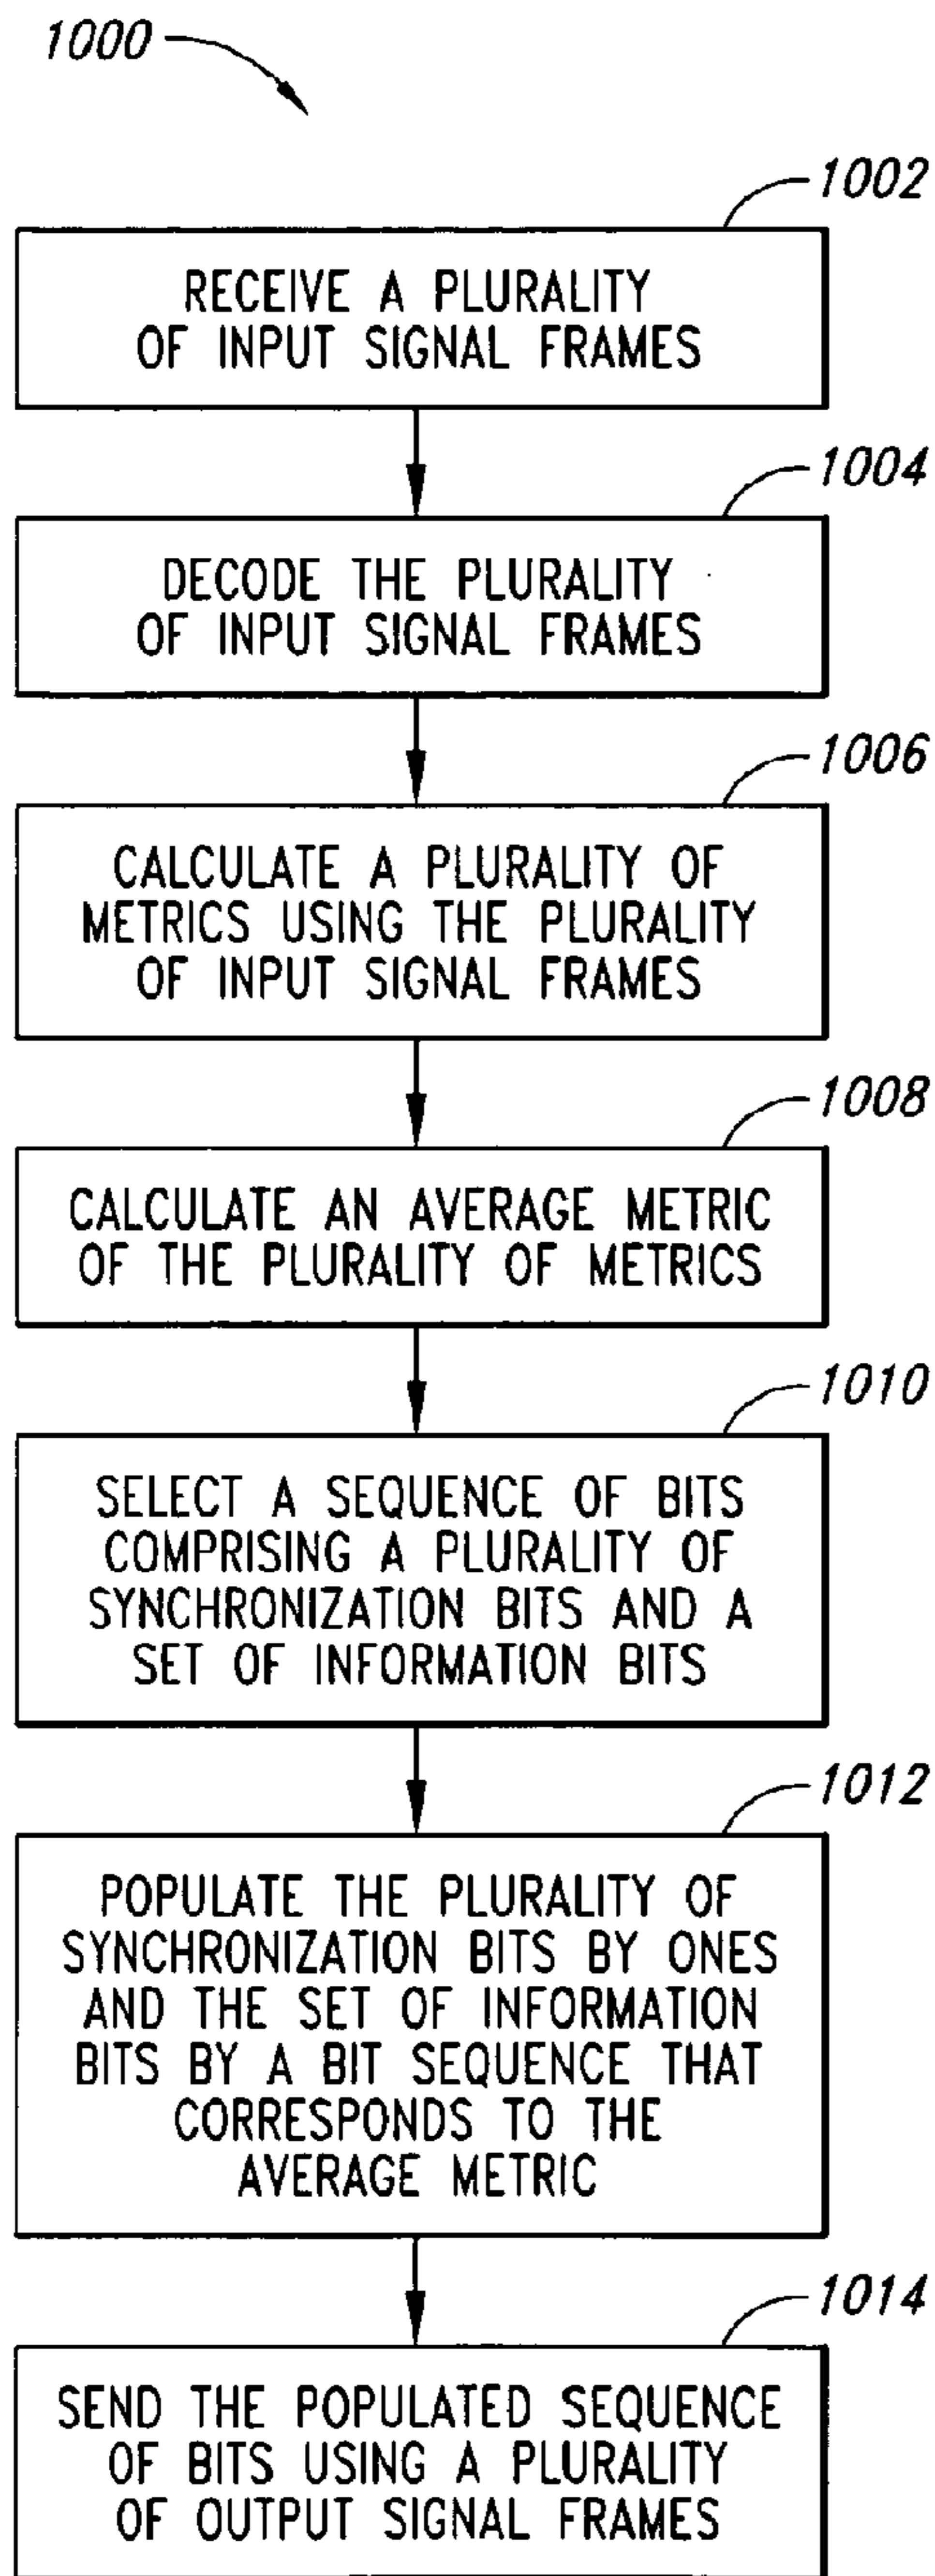 1000
1002
RECEIVE A PLURALITY
OF INPUT SIGNAL FRAMES
1004
DECODE THE PLURALITY
OF INPUT SIGNAL FRAMES
1006
CALCULATE A PLURALITY OF
METRICS USING THE PLURALITY
OF INPUT SIGNAL FRAMES
1008
CALCULATE AN AVERAGE METRIC
OF THE PLURALITY OF METRICS
1010
SELECT A SEQUENCE OF BITS
COMPRISING A PLURALITY OF
SYNCHRONIZATION BITS AND A
SET OF INFORMATION BITS
1012
POPULATE THE PLURALITY OF
SYNCHRONIZATION BITS BY ONES
AND THE SET OF INFORMATION
BITS BY A BIT SEQUENCE THAT
CORRESPONDS TO THE
AVERAGE METRIC
1014
SEND THE POPULATED SEQUENCE
OF BITS USING A PLURALITY
OF OUTPUT SIGNAL FRAMES